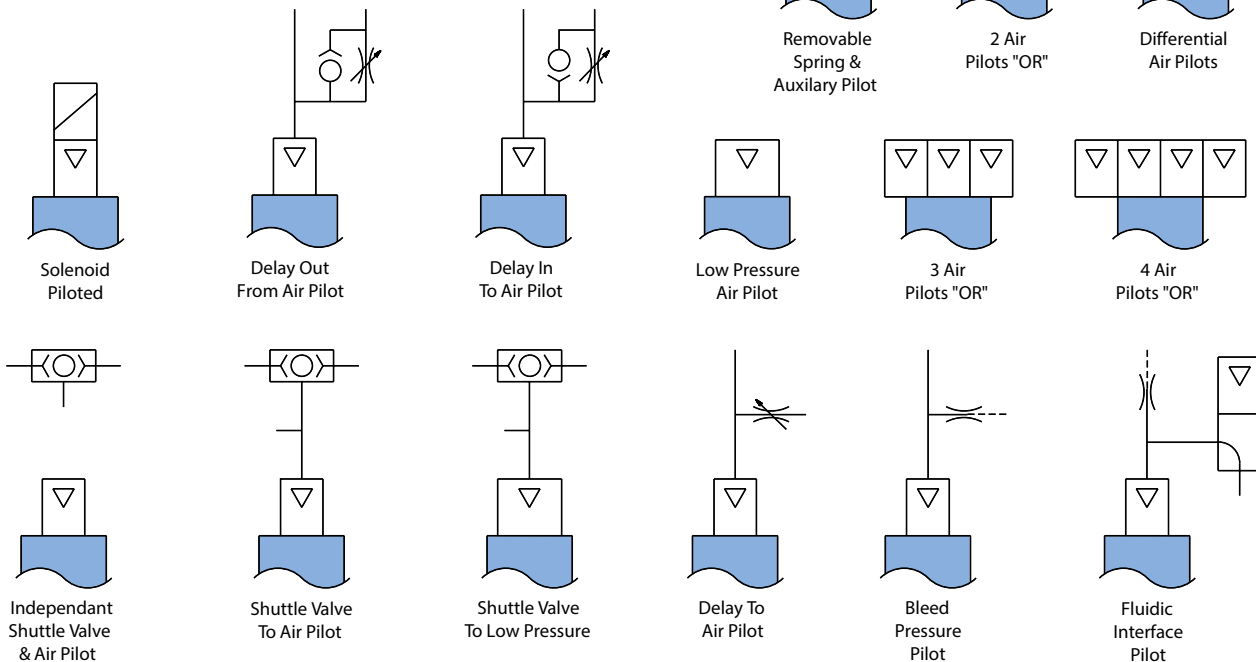 Removable
Spring &
Auxilary Pilot
2 Air
Pilots "OR"
Differential
Air Pilots
Solenoid
Piloted
Delay Out
From Air Pilot
Delay In
To Air Pilot
Low Pressure
Air Pilot
3 Air
Pilots "OR"
4 Air
Pilots "OR"
Independant
Shuttle Valve
& Air Pilot
Shuttle Valve
To Air Pilot
Shuttle Valve
To Low Pressure
Delay To
Air Pilot
Bleed
Pressure
Pilot
Fluidic
Interface
Pilot